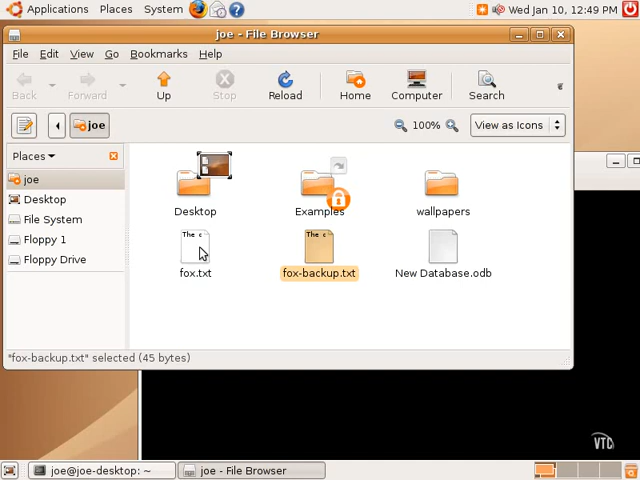 Applications Places System Wed Jan 10, 12:49 PM
joe - File Browser
File Edit View Go Bookmarks Help
Back Forward Up Stop Reload Home Computer Search
joe 100% View as Icons
Places
joe
Desktop
File System
Floppy 1
Floppy Drive
Desktop Examples wallpapers
The c The c
fox.txt fox-backup.txt New Database.odb
"fox-backup.txt" selected (45 bytes)
VTC
joe@joe-desktop: ~ joe - File Browser